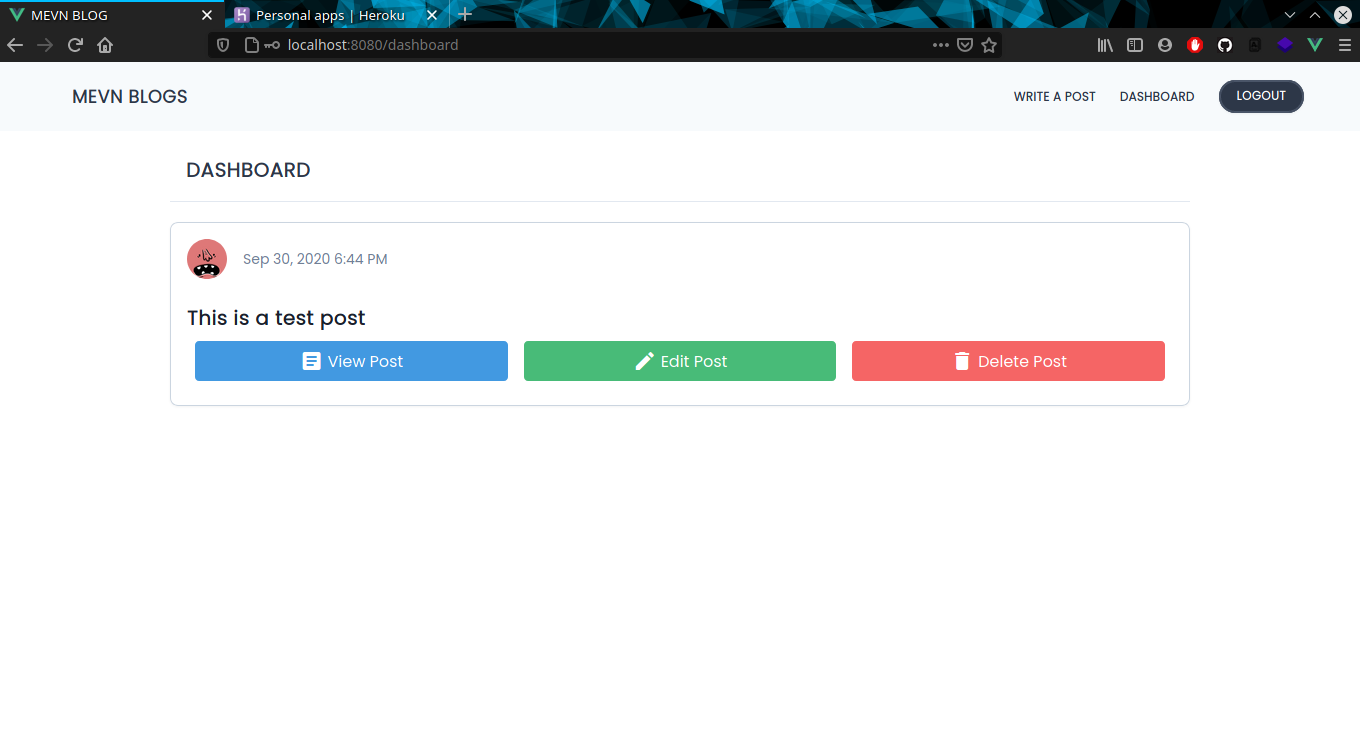 MEVN BLOG
Personal apps | Heroku
localhost:8080/dashboard
MEVN BLOGS
WRITE A POST
DASHBOARD
LOGOUT
DASHBOARD
Sep 30, 2020 6:44 PM
This is a test post
View Post
Edit Post
Delete Post